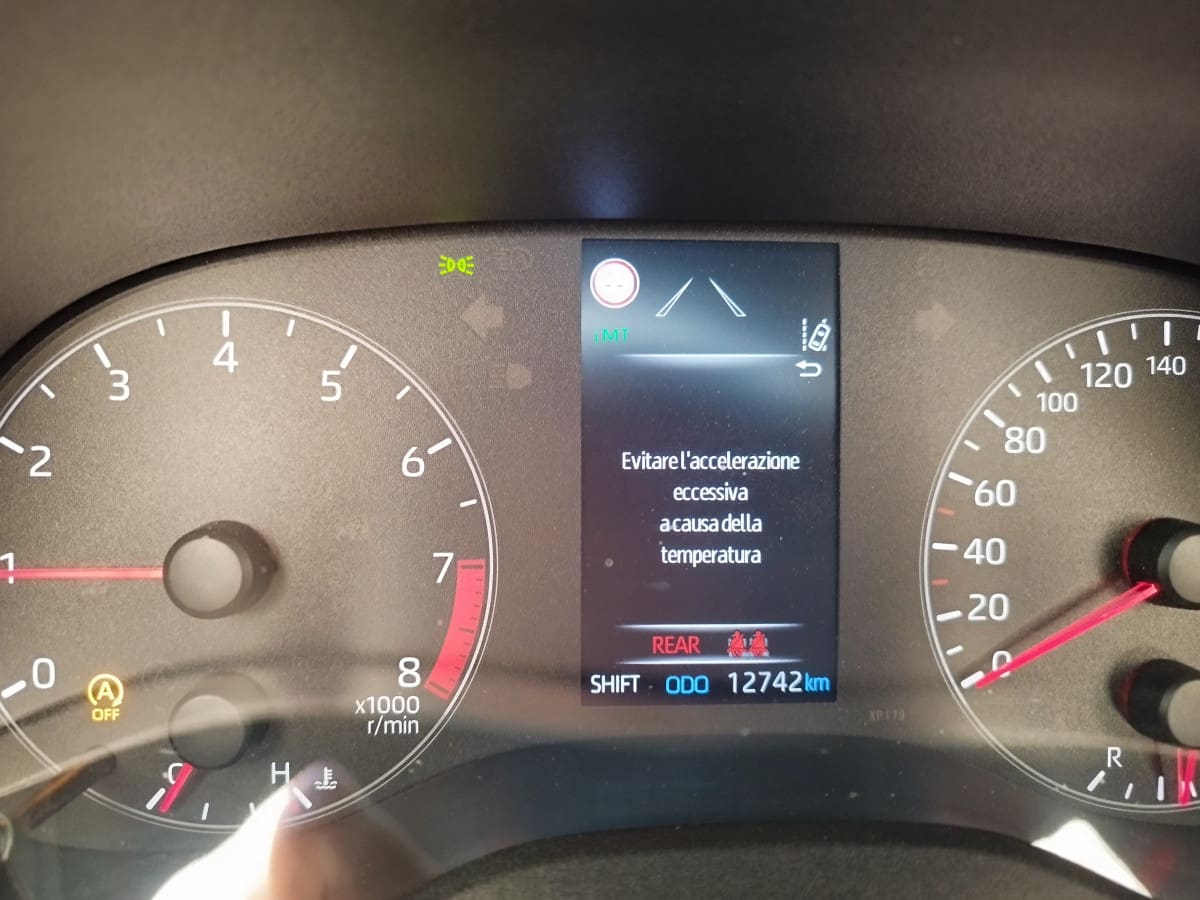 4
3
5
2
6
1
7
0
8
x1000
r/min
A
OFF
C
H
- -
iMT
Evitare l'accelerazione
eccessiva
a causa della
temperatura
REAR
SHIFT ODO 12742 km
XP179
140
120
100
80
60
40
20
0
R